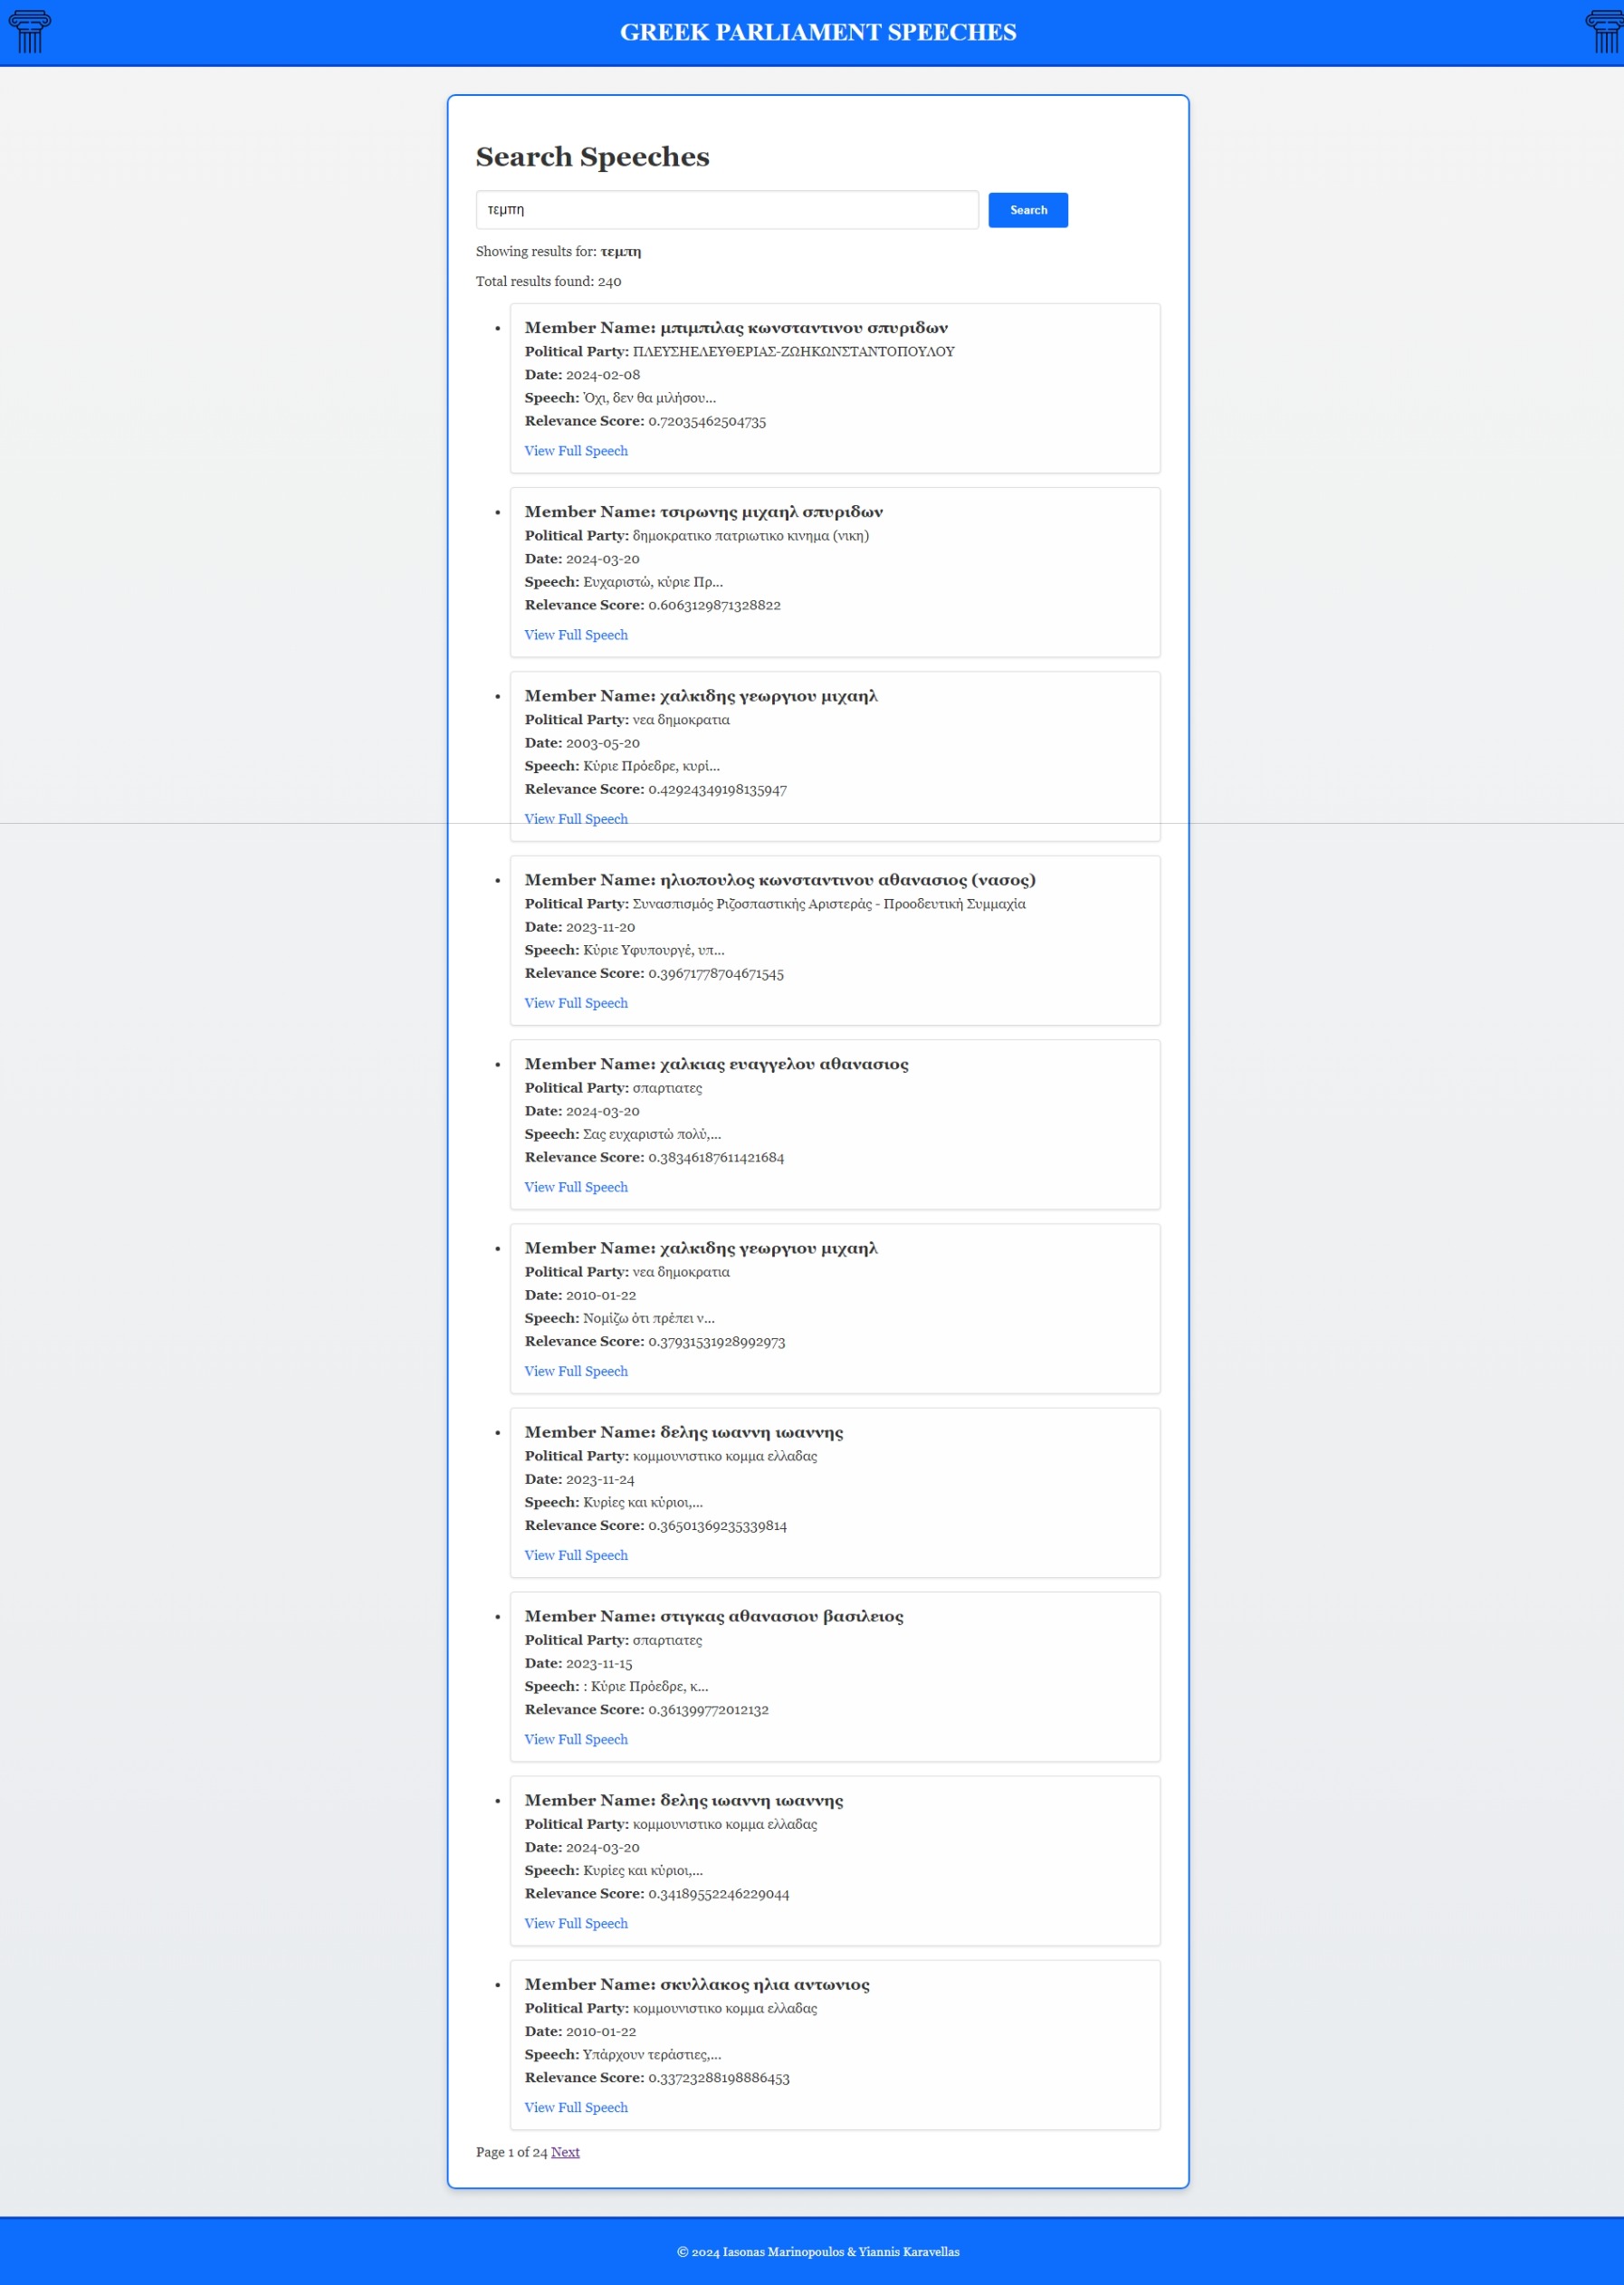 GREEK PARLIAMENT SPEECHES
Search Speeches
τεμπη
Search
Showing results for: τεμπη
Total results found: 240
Member Name: μπιμπιλας κωνσταντινου σπυριδων
Political Party: ΠΛΕΥΣΗΕΛΕΥΘΕΡΙΑΣ-ΖΩΗΚΩΝΣΤΑΝΤΟΠΟΥΛΟΥ
Date: 2024-02-08
Speech: Όχι, δεν θα μιλήσου...
Relevance Score: 0.72035462504735
View Full Speech
Member Name: τσιρωνης μιχαηλ σπυριδων
Political Party: δημοκρατικο πατριωτικο κινημα (νικη)
Date: 2024-03-20
Speech: Ευχαριστώ, κύριε Πρ...
Relevance Score: 0.6063129871328822
View Full Speech
Member Name: χαλκιδης γεωργιου μιχαηλ
Political Party: νεα δημοκρατια
Date: 2003-05-20
Speech: Κύριε Πρόεδρε, κυρί...
Relevance Score: 0.42924349198135947
View Full Speech
Member Name: ηλιοπουλος κωνσταντινου αθανασιος (νασος)
Political Party: Συνασπισμός Ριζοσπαστικής Αριστεράς - Προοδευτική Συμμαχία
Date: 2023-11-20
Speech: Κύριε Υφυπουργέ, υπ...
Relevance Score: 0.39671778704671545
View Full Speech
Member Name: χαλκιας ευαγγελου αθανασιος
Political Party: σπαρτιατες
Date: 2024-03-20
Speech: Σας ευχαριστώ πολύ,...
Relevance Score: 0.38346187611421684
View Full Speech
Member Name: χαλκιδης γεωργιου μιχαηλ
Political Party: νεα δημοκρατια
Date: 2010-01-22
Speech: Νομίζω ότι πρέπει ν...
Relevance Score: 0.37931531928992973
View Full Speech
Member Name: δελης ιωαννη ιωαννης
Political Party: κομμουνιστικο κομμα ελλαδας
Date: 2023-11-24
Speech: Κυρίες και κύριοι,...
Relevance Score: 0.36501369235339814
View Full Speech
Member Name: στιγκας αθανασιου βασιλειος
Political Party: σπαρτιατες
Date: 2023-11-15
Speech: : Κύριε Πρόεδρε, κ...
Relevance Score: 0.361399772012132
View Full Speech
Member Name: δελης ιωαννη ιωαννης
Political Party: κομμουνιστικο κομμα ελλαδας
Date: 2024-03-20
Speech: Κυρίες και κύριοι,...
Relevance Score: 0.34189552246229044
View Full Speech
Member Name: σκυλλακος ηλια αντωνιος
Political Party: κομμουνιστικο κομμα ελλαδας
Date: 2010-01-22
Speech: Υπάρχουν τεράστιες,...
Relevance Score: 0.33723288198886453
View Full Speech
Page 1 of 24 Next
© 2024 Iasonas Marinopoulos & Yiannis Karavellas